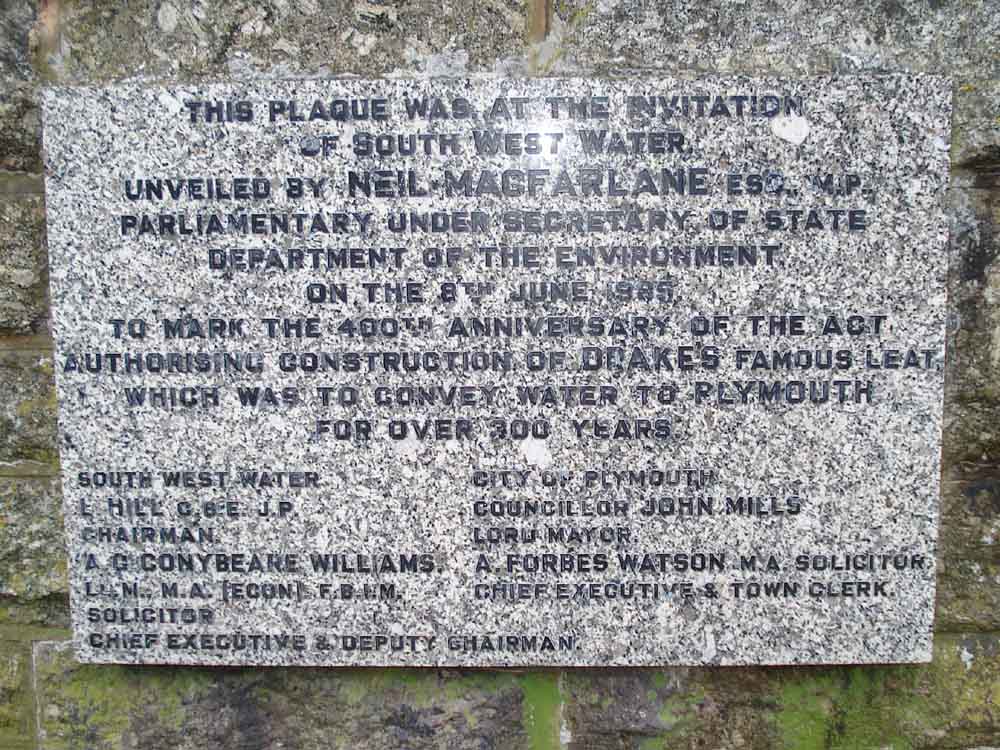 THIS PLAQUE WAS AT THE INVITATION
OF SOUTH WEST WATER.
UNVEILED BY NEIL MACFARLANE ESQ., M.P.,
PARLIAMENTARY UNDER SECRETARY OF STATE
DEPARTMENT OF THE ENVIRONMENT
ON THE 8TH JUNE 1985,
TO MARK THE 400TH ANNIVERSARY OF THE ACT
AUTHORISING CONSTRUCTION OF DRAKES FAMOUS LEAT,
WHICH WAS TO CONVEY WATER TO PLYMOUTH
FOR OVER 300 YEARS.
SOUTH WEST WATER
L HILL C.B.E. J.P.
CHAIRMAN.
A.G. CONYBEARE WILLIAMS.
LL.M., M.A. (ECON). F.B.I.M.
SOLICITOR
CHIEF EXECUTIVE & DEPUTY CHAIRMAN.
CITY OF PLYMOUTH
COUNCILLOR JOHN MILLS
LORD MAYOR.
A. FORBES WATSON M.A. SOLICITOR
CHIEF EXECUTIVE & TOWN CLERK.